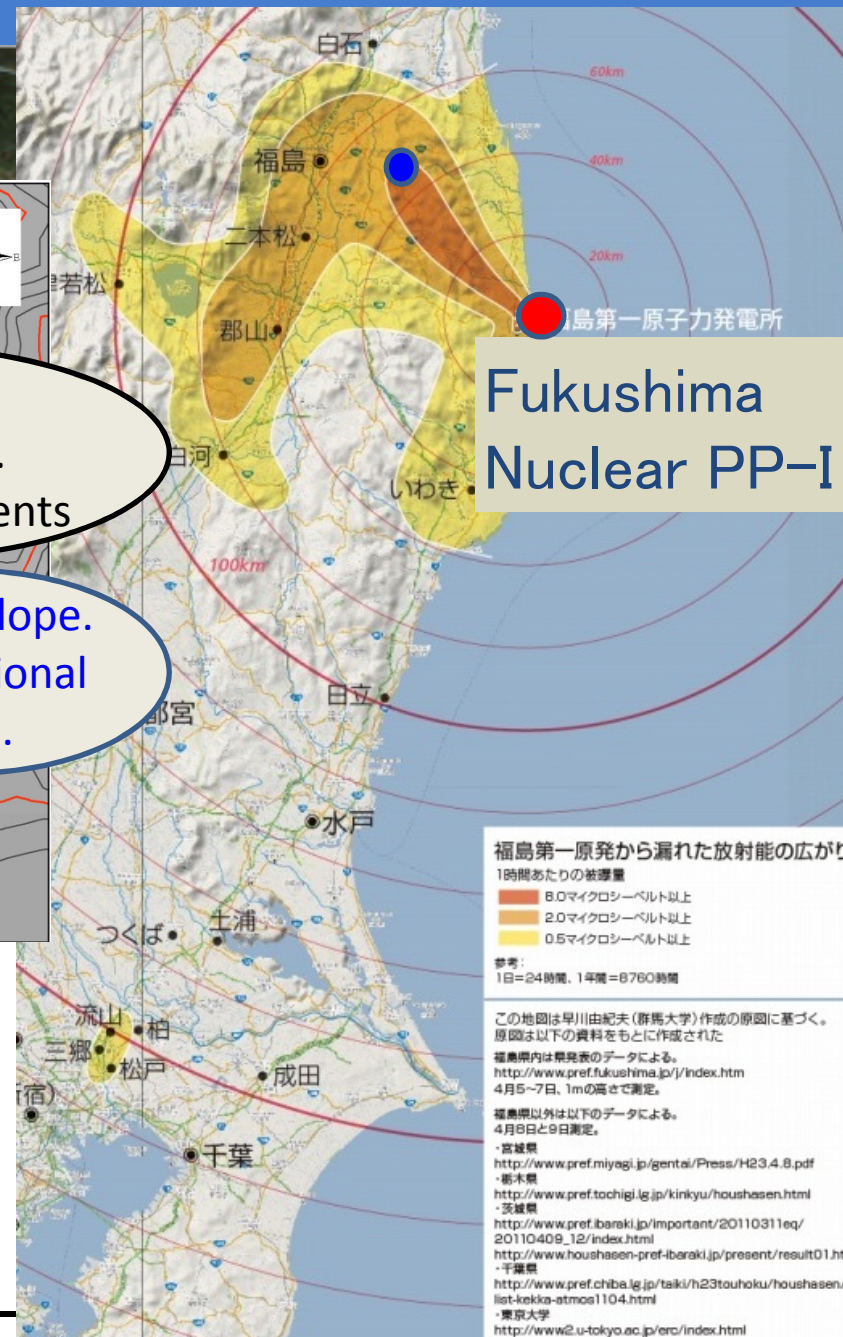 白石
60km
福島
40km
二本松
20km
若松
島第一原子力発電所
郡山
Fukushima
Nuclear PP-I
.
ents
白河
いわき
100km
lope.
ional
.
日立
都宮
水戸
福島第一原発から漏れた放射能の広がり
1時間あたりの被曝量
8.0マイクロシーベルト以上
2.0マイクロシーベルト以上
0.5マイクロシーベルト以上
参考:
1日=24時間、1年間=8760時間
つくば
土浦
この地図は早川由紀夫(群馬大学)作成の原図に基づく。
原図は以下の資料をもとに作成された
福島県内は県発表のデータによる。
http://www.pref.fukushima.jp/j/index.htm
4月5~7日、1mの高さで測定。
流山
柏
三郷
松戸
成田
宿)
福島県以外は以下のデータによる。
4月8日と9日測定。
・宮城県
http://www.pref.miyagi.jp/gentai/Press/H23.4.8.pdf
・栃木県
http://www.pref.tochigi.lg.jp/kinkyu/houshasen.html
千葉
・茨城県
http://www.pref.ibaraki.jp/important/20110311eq/
20110409_12/index.html
http://www.houshasen-pref-ibaraki.jp/present/result01.ht
・千葉県
http://www.pref.chiba.lg.jp/taiki/h23touhoku/houshasen/
list-kekka-atmos1104.html
・東京大学
http://www2.u-tokyo.ac.jp/erc/index.html